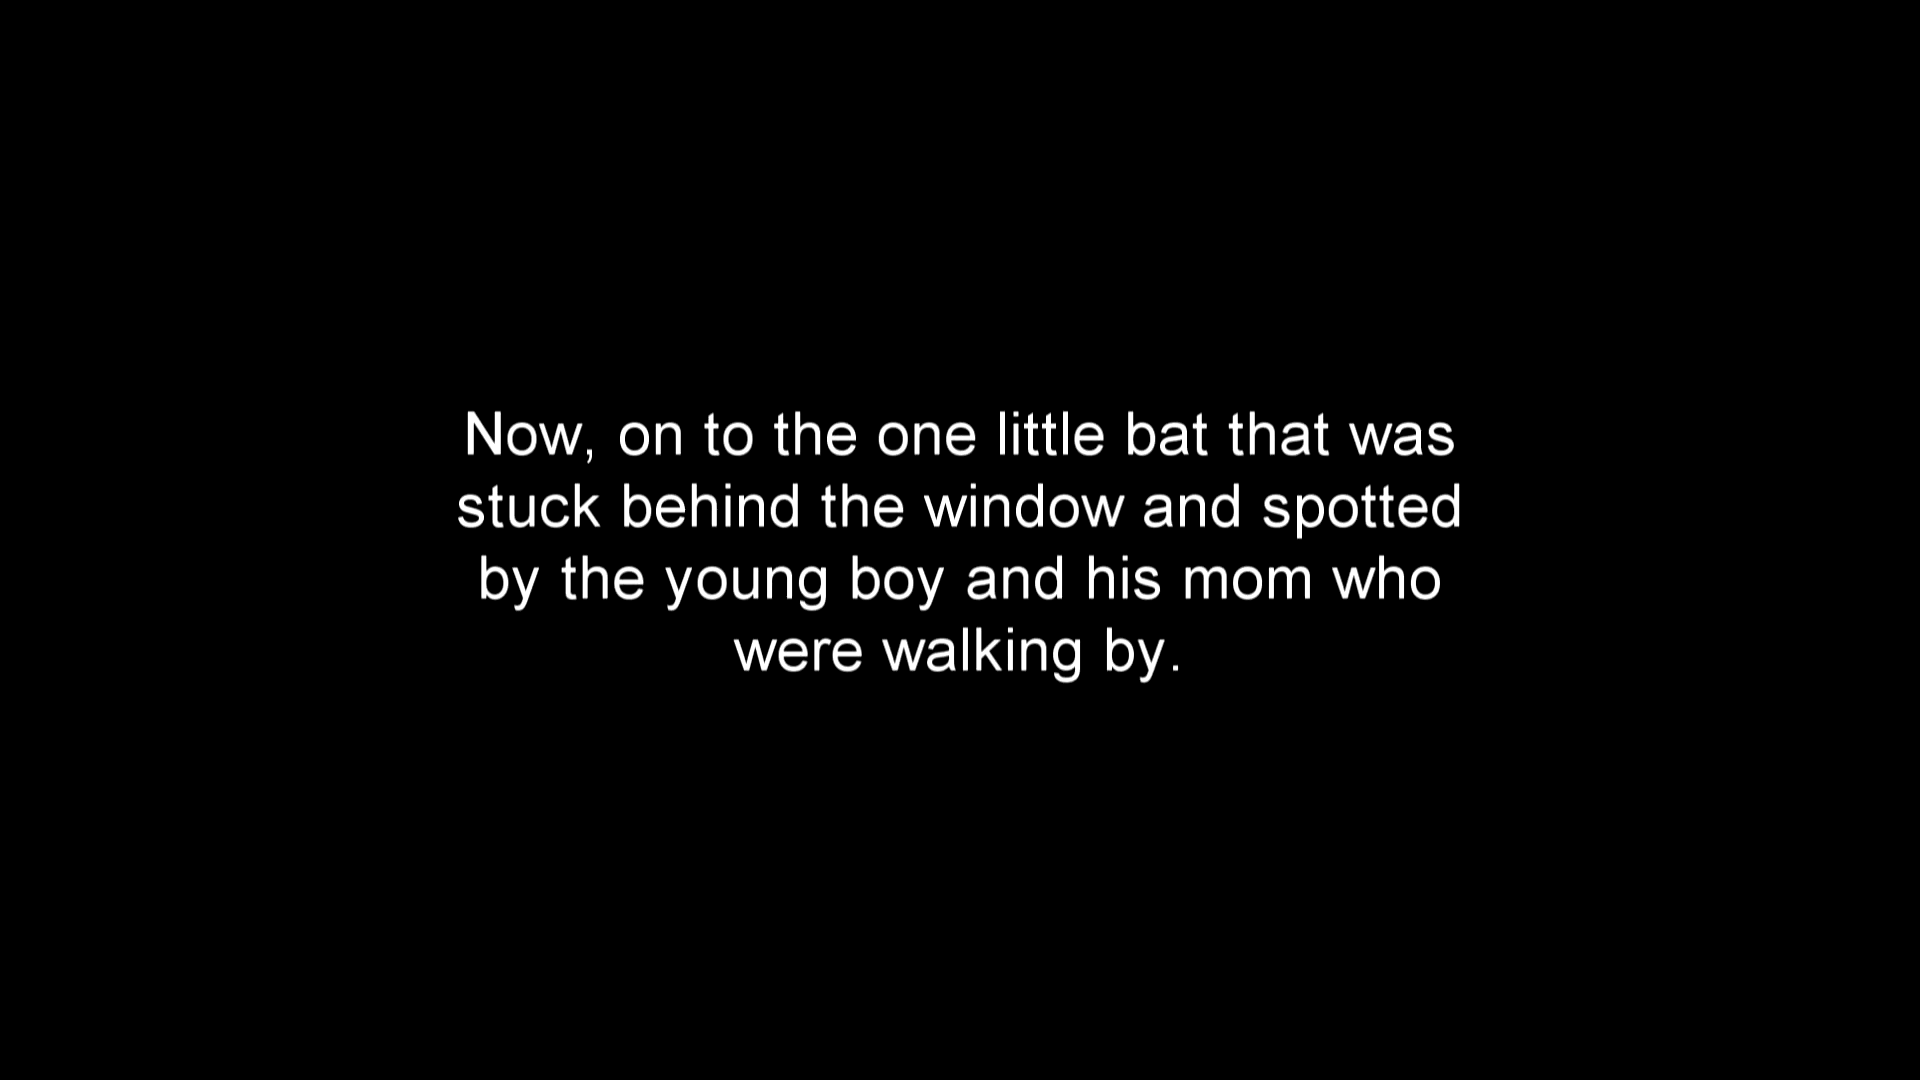 Now, on to the one little bat that was
stuck behind the window and spotted
by the young boy and his mom who
were walking by.